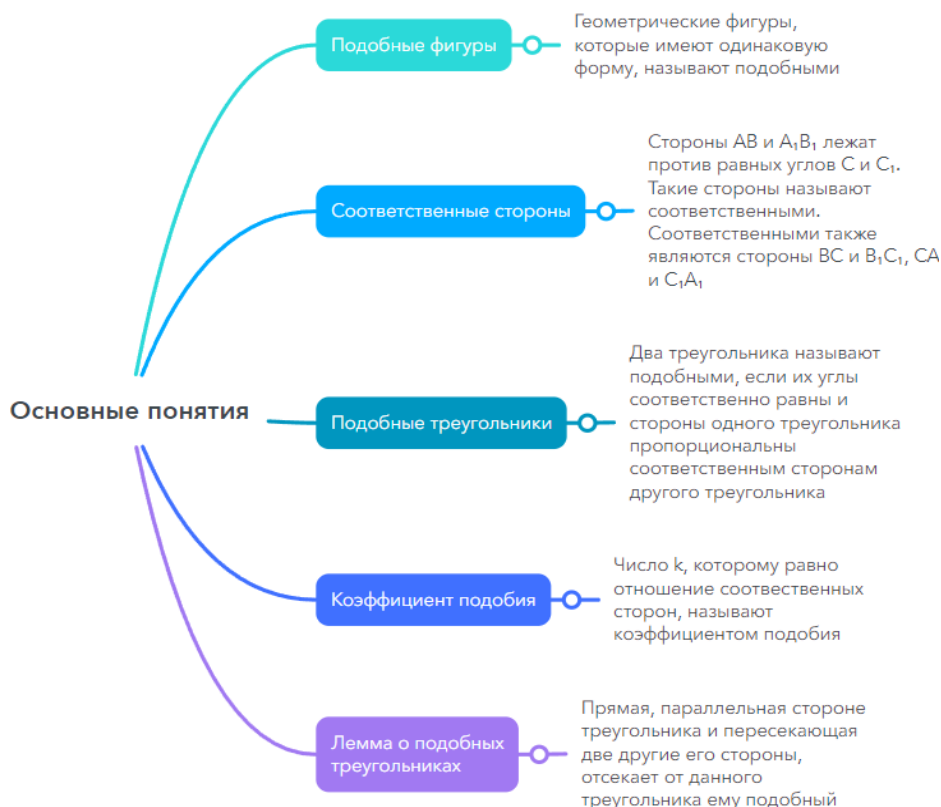 Подобные фигуры
Геометрические фигуры,
которые имеют одинаковую
форму, называют подобными
Соответственные стороны
Стороны AB и A₁B₁ лежат
против равных углов C и C₁.
Такие стороны называют
соответственными.
Соответственными также
являются стороны BC и B₁C₁, CA
и C₁A₁
Основные понятия
Подобные треугольники
Два треугольника называют
подобными, если их углы
соответственно равны и
стороны одного треугольника
пропорциональны
соответственным сторонам
другого треугольника
Коэффициент подобия
Число k, которому равно
отношение соотвественных
сторон, называют
коэффициентом подобия
Лемма о подобных
треугольниках
Прямая, параллельная стороне
треугольника и пересекающая
две другие его стороны,
отсекает от данного
треугольника ему подобный